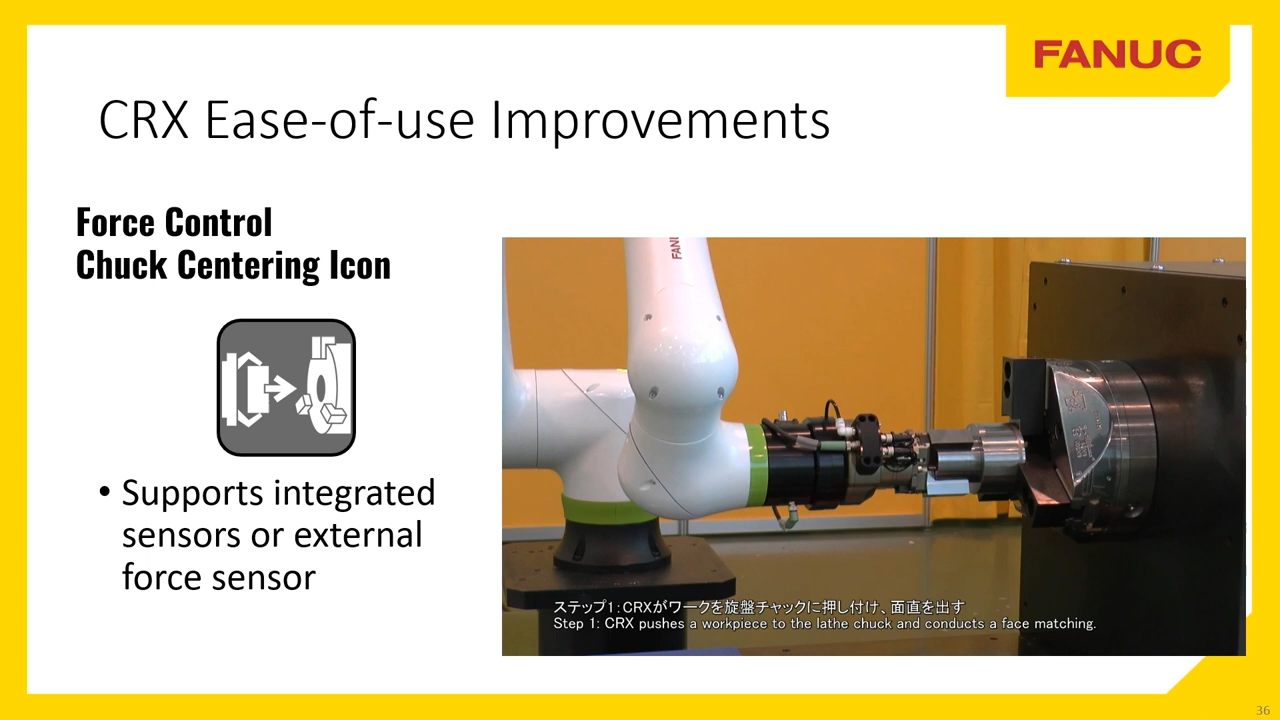 FANUC
CRX Ease-of-use Improvements
Force Control
Chuck Centering Icon
• Supports integrated
sensors or external
force sensor
FANU
ステップ1：CRXがワークを旋盤チャックに押し付け、面直を出す
Step 1: CRX pushes a workpiece to the lathe chuck and conducts a face matching.
36